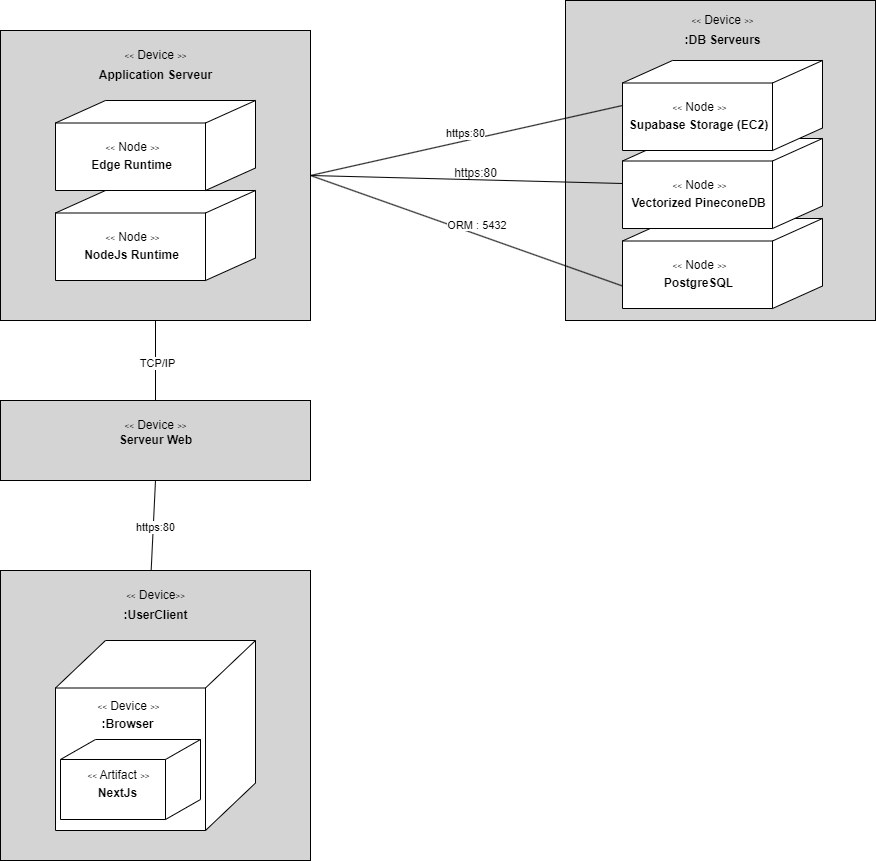 << Device >>
Application Serveur
<< Node >>
Edge Runtime
<< Node >>
NodeJs Runtime
<< Device >>
:DB Serveurs
<< Node >>
Supabase Storage (EC2)
<< Node >>
Vectorized PineconeDB
<< Node >>
PostgreSQL
https:80
https:80
ORM : 5432
TCP/IP
<< Device >>
Serveur Web
https:80
<< Device>>
:UserClient
<< Device >>
:Browser
<< Artifact >>
NextJs